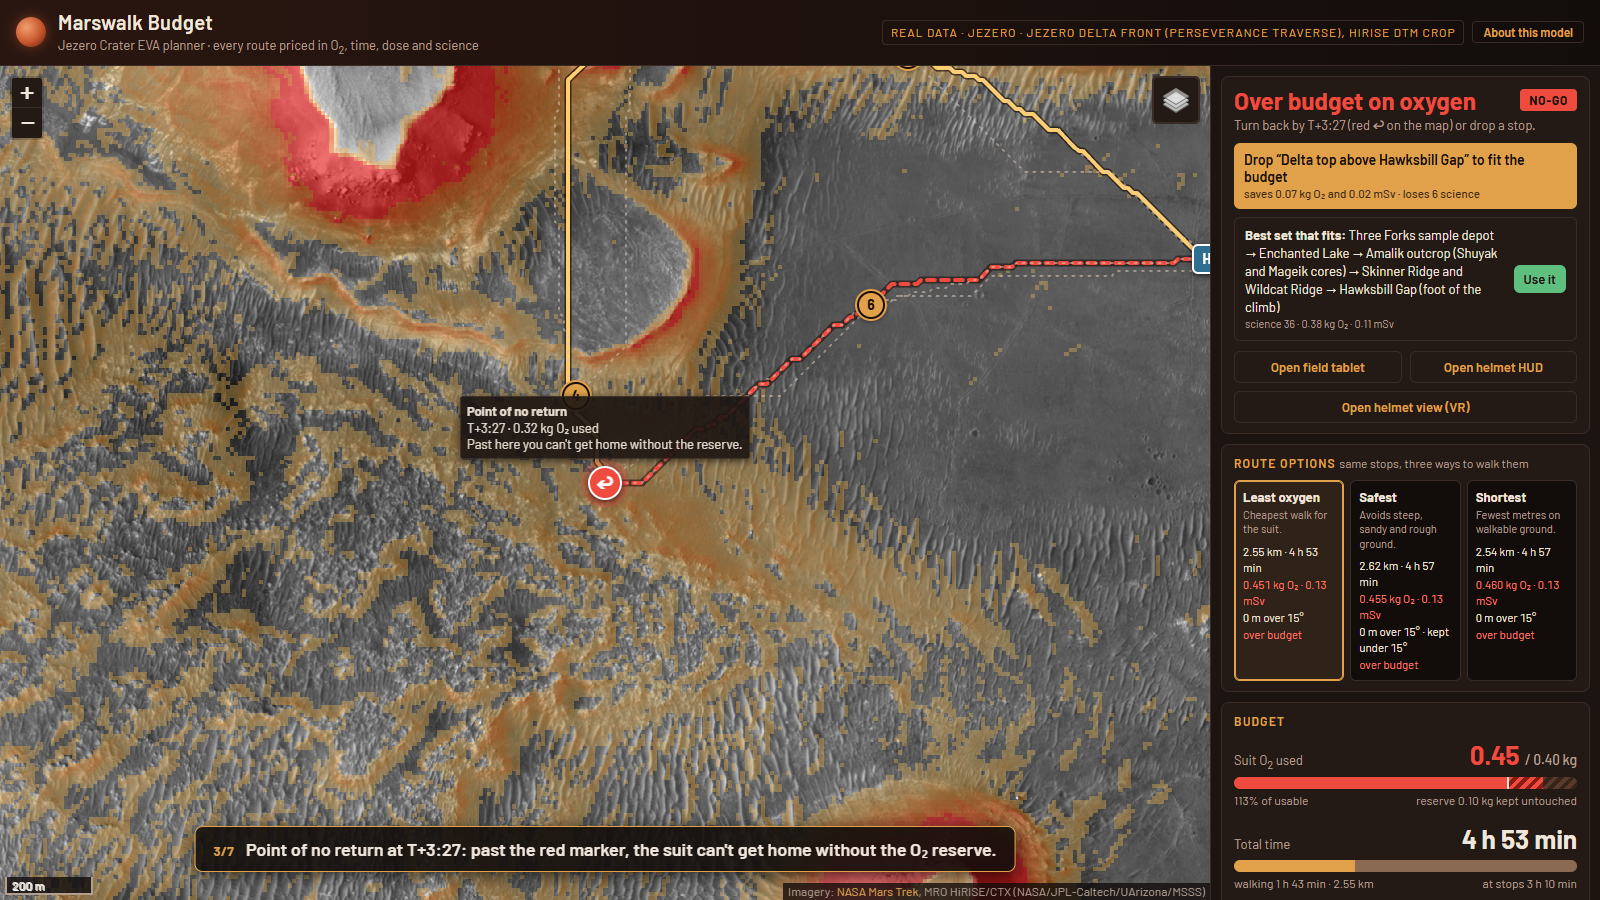 Marswalk Budget
Jezero Crater EVA planner · every route priced in O₂, time, dose and science
REAL DATA · JEZERO · JEZERO DELTA FRONT (PERSEVERANCE TRAVERSE), HIRISE DTM CROP
About this model
+
−
H
6
4
Point of no return
T+3:27 · 0.32 kg O₂ used
Past here you can't get home without the reserve.
3/7 Point of no return at T+3:27: past the red marker, the suit can't get home without the O₂ reserve.
200 m
Imagery: NASA Mars Trek, MRO HiRISE/CTX (NASA/JPL-Caltech/UArizona/MSSS)
Over budget on oxygen
NO-GO
Turn back by T+3:27 (red ↩ on the map) or drop a stop.
Drop “Delta top above Hawksbill Gap” to fit the
budget
saves 0.07 kg O₂ and 0.02 mSv · loses 6 science
Best set that fits: Three Forks sample depot
→ Enchanted Lake → Amalik outcrop (Shuyak
and Mageik cores) → Skinner Ridge and
Wildcat Ridge → Hawksbill Gap (foot of the
climb)
science 36 · 0.38 kg O₂ · 0.11 mSv
Use it
Open field tablet
Open helmet HUD
Open helmet view (VR)
ROUTE OPTIONS same stops, three ways to walk them
Least oxygen
Cheapest walk for
the suit.
2.55 km · 4 h 53
min
0.451 kg O₂ · 0.13
mSv
0 m over 15°
over budget
Safest
Avoids steep,
sandy and rough
ground.
2.62 km · 4 h 57
min
0.455 kg O₂ · 0.13
mSv
0 m over 15° · kept
under 15°
over budget
Shortest
Fewest metres on
walkable ground.
2.54 km · 4 h 57
min
0.460 kg O₂ · 0.13
mSv
0 m over 15°
over budget
BUDGET
Suit O₂ used
0.45 / 0.40 kg
113% of usable
reserve 0.10 kg kept untouched
Total time
4 h 53 min
walking 1 h 43 min · 2.55 km
at stops 3 h 10 min